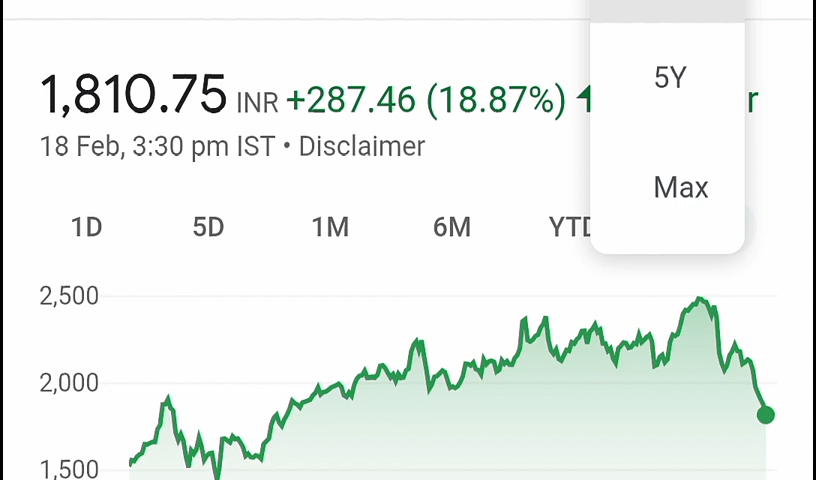 5Y
1,810.75 INR +287.46 (18.87%) r
18 Feb, 3:30 pm IST • Disclaimer
Max
1D 5D 1M 6M YTD
2,500
2,000
1,500